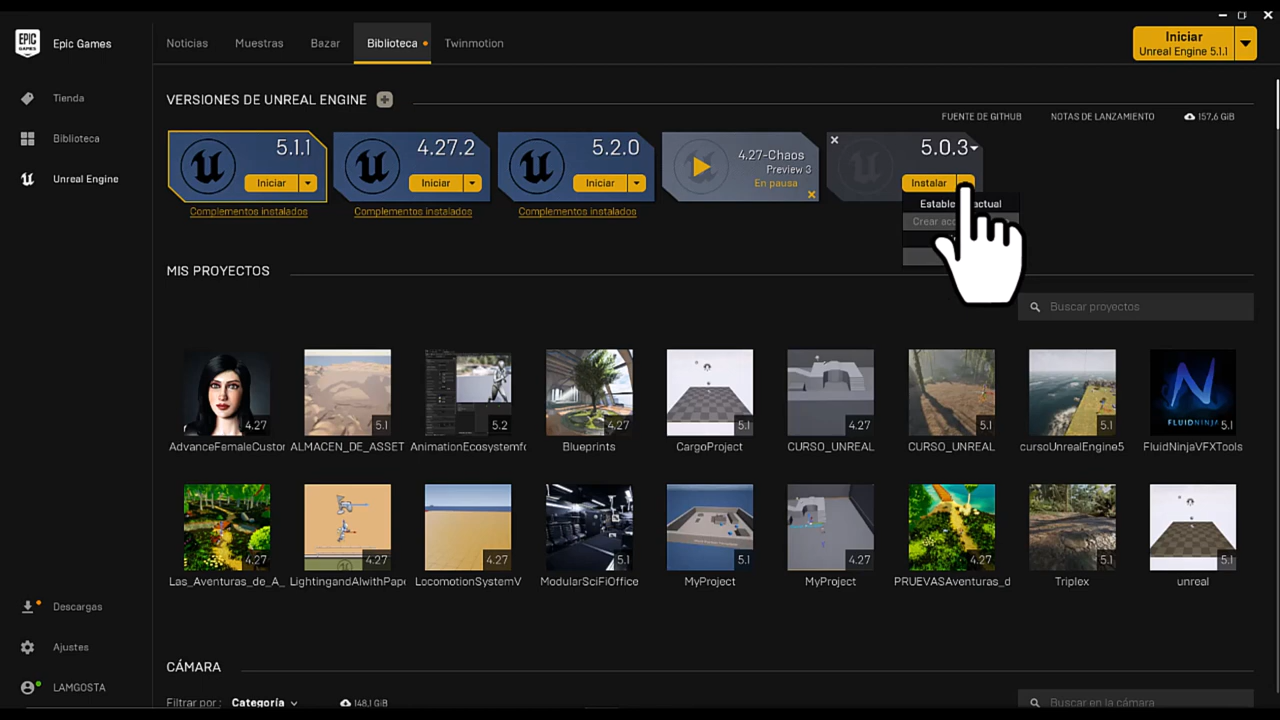 EPIC GAMES
Epic Games
Noticias
Muestras
Bazar
Biblioteca
Twinmotion
Iniciar
Unreal Engine 5.1.1
Tienda
Biblioteca
Unreal Engine
VERSIONES DE UNREAL ENGINE
FUENTE DE GITHUB
NOTAS DE LANZAMIENTO
157,6 GiB
5.1.1
Iniciar
Complementos instalados
4.27.2
Iniciar
Complementos instalados
5.2.0
Iniciar
Complementos instalados
4.27-Chaos
Preview 3
En pausa
5.0.3
Instalar
actual
MIS PROYECTOS
Buscar proyectos
4.27
5.1
5.2
4.27
5.1
4.27
5.1
5.1
FLUIDNINJA
5.1
AdvanceFemaleCustor
ALMACEN_DE_ASSET
AnimationEcosystemfc
Blueprints
CargoProject
CURSO_UNREAL
CURSO_UNREAL
cursoUnrealEngine5
FluidNinjaVFXTools
4.27
4.27
4.27
5.1
5.1
4.27
4.27
5.1
5.1
Las_Aventuras_de_A_
LightingandAIwithPape
LocomotionSystemV
ModularSciFiOffice
MyProject
MyProject
PRUEVASAventuras_d
Triplex
unreal
Descargas
Ajustes
LAMGOSTA
CÁMARA
Filtrar por :
Categoría
148,1 GiB
Buscar en la cámara